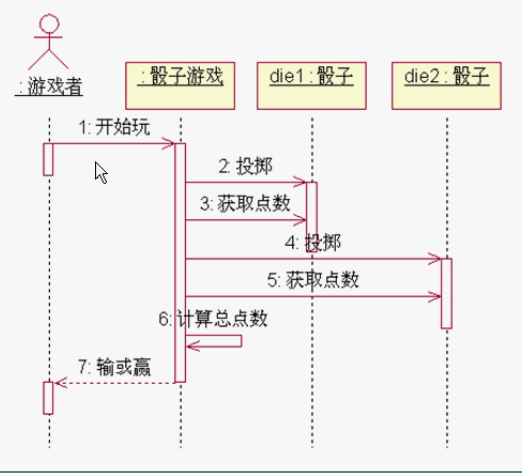 : 游戏者
: 骰子游戏
die1 : 骰子
die2 : 骰子
1: 开始玩
2: 投掷
3: 获取点数
4: 投掷
5: 获取点数
6: 计算总点数
7: 输或赢